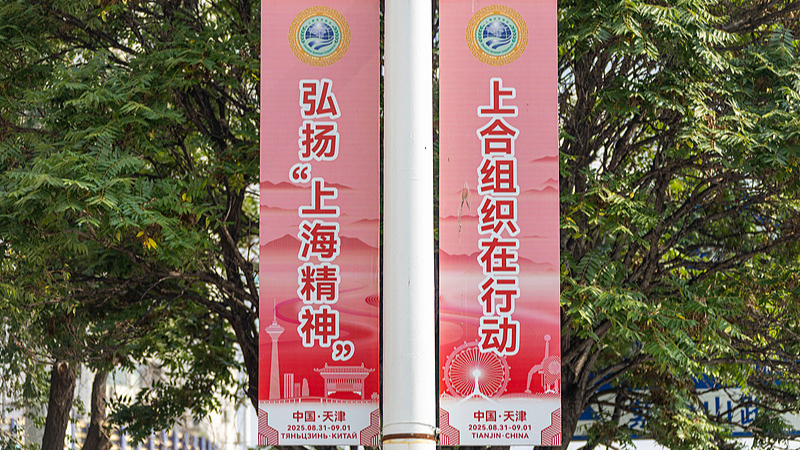 弘扬“上海精神”
中国·天津
2025.08.31-09.01
ТЯНЬЦЗИНЬ·КИТАЙ
上合组织在行动
中国·天津
2025.08.31-09.01
TIANJIN·CHINA